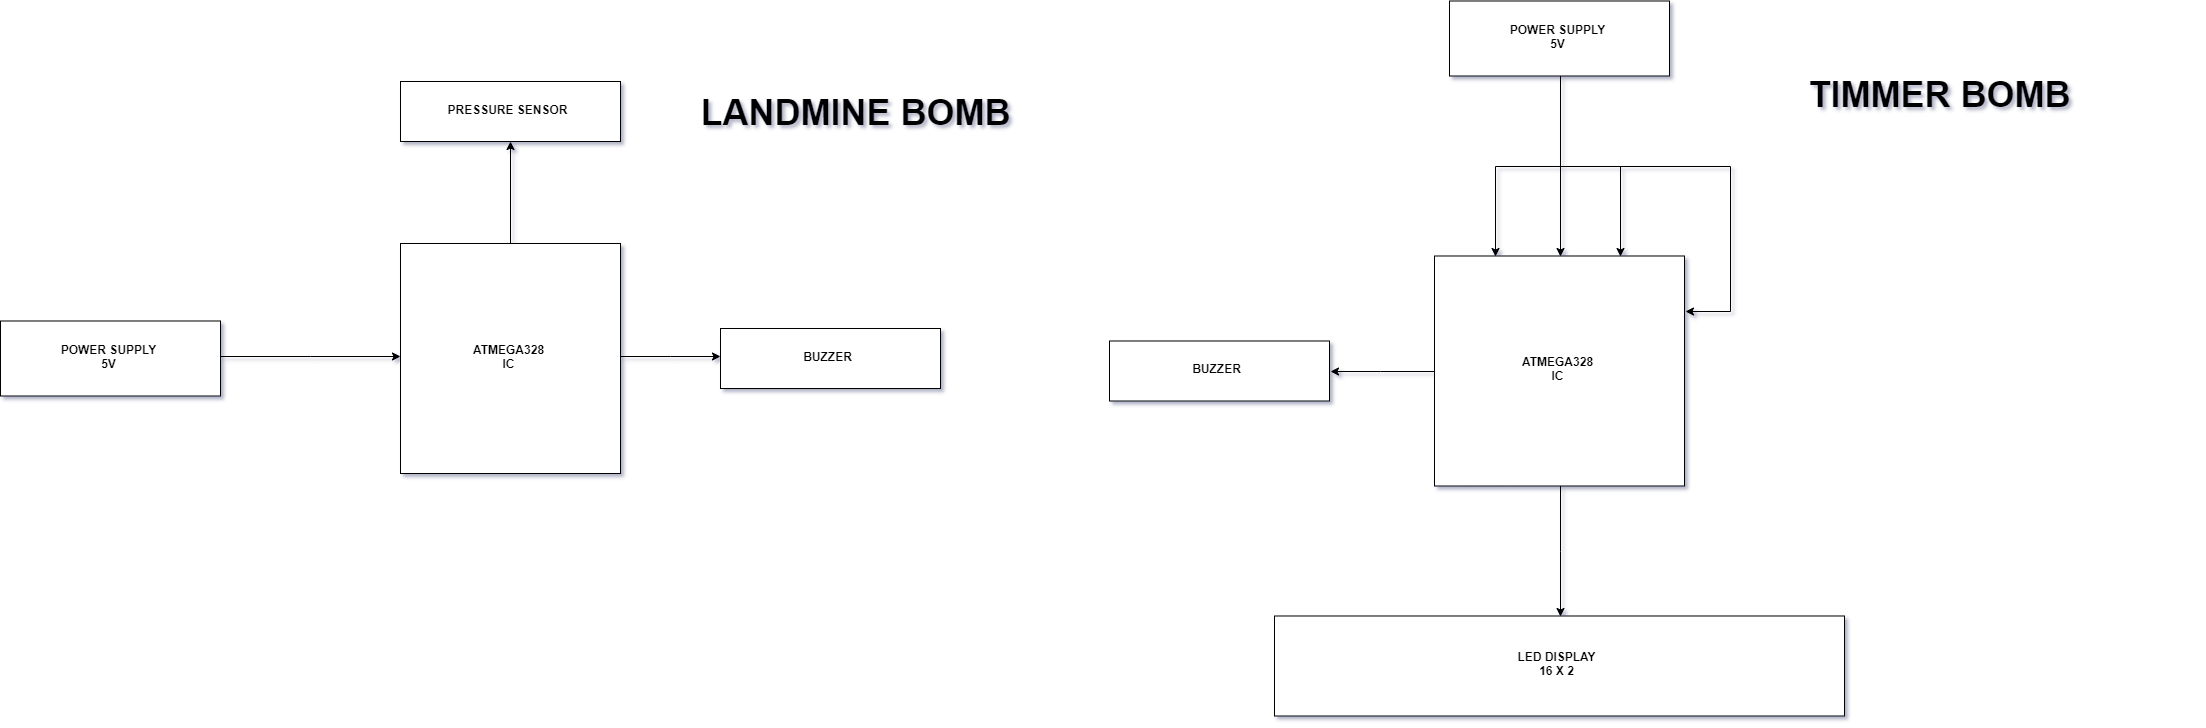 PRESSURE SENSOR
LANDMINE BOMB
POWER SUPPLY
5V
ATMEGA328
IC
BUZZER
POWER SUPPLY
5V
TIMMER BOMB
BUZZER
ATMEGA328
IC
LED DISPLAY
16 X 2